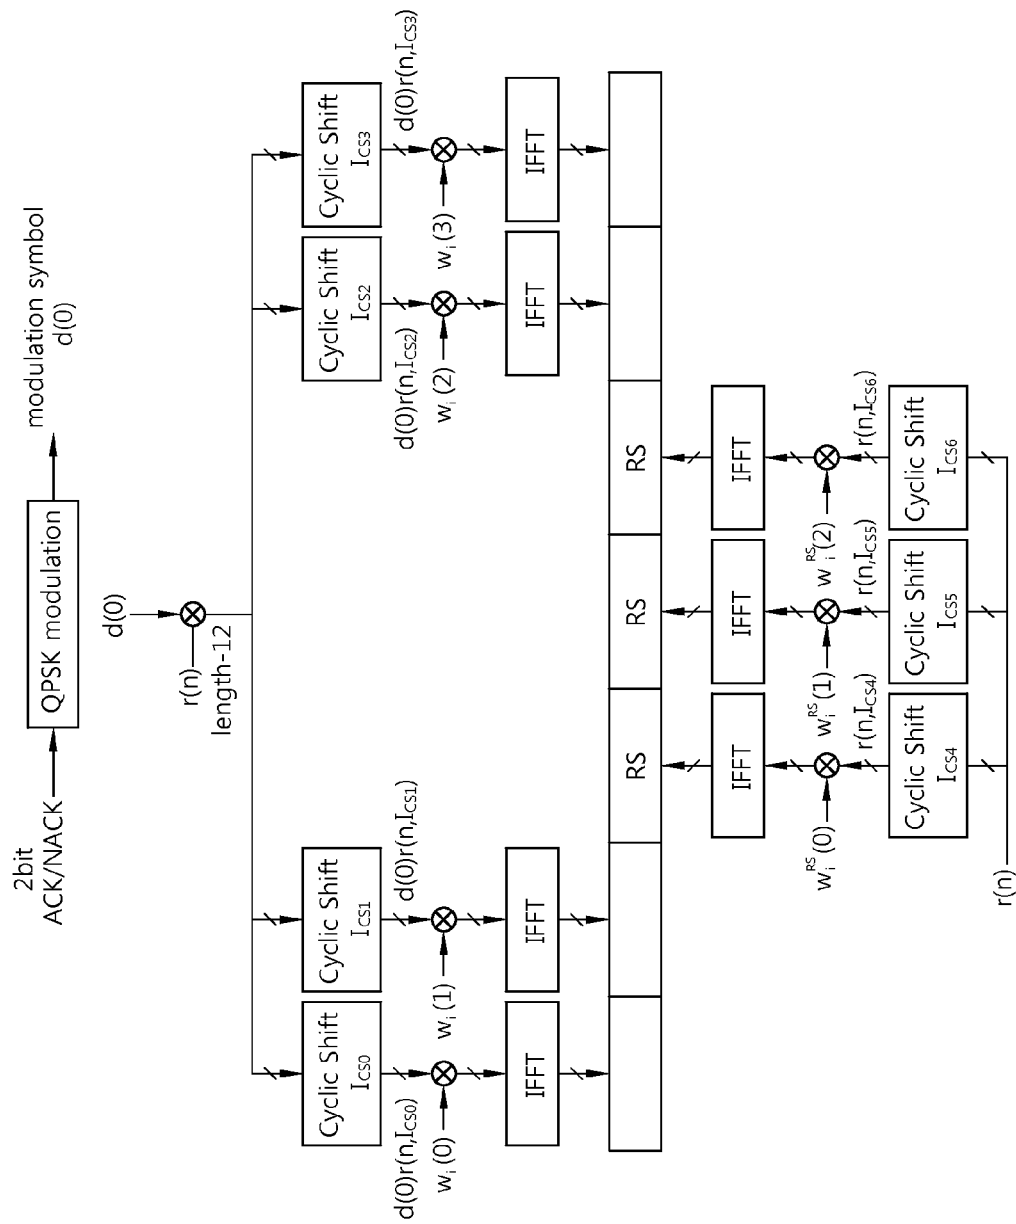 2bit
ACK/NACK
QPSK modulation
modulation symbol
d(0)
d(0)
r(n)
length-12
Cyclic Shift
I_CS0
Cyclic Shift
I_CS1
Cyclic Shift
I_CS2
Cyclic Shift
I_CS3
d(0)r(n,I_CS0)
d(0)r(n,I_CS1)
d(0)r(n,I_CS2)
d(0)r(n,I_CS3)
w_i(0)
w_i(1)
w_i(2)
w_i(3)
IFFT
IFFT
IFFT
IFFT
RS
RS
RS
IFFT
IFFT
IFFT
w_i^RS(0)
w_i^RS(1)
w_i^RS(2)
r(n,I_CS4)
r(n,I_CS5)
r(n,I_CS6)
Cyclic Shift
I_CS4
Cyclic Shift
I_CS5
Cyclic Shift
I_CS6
r(n)